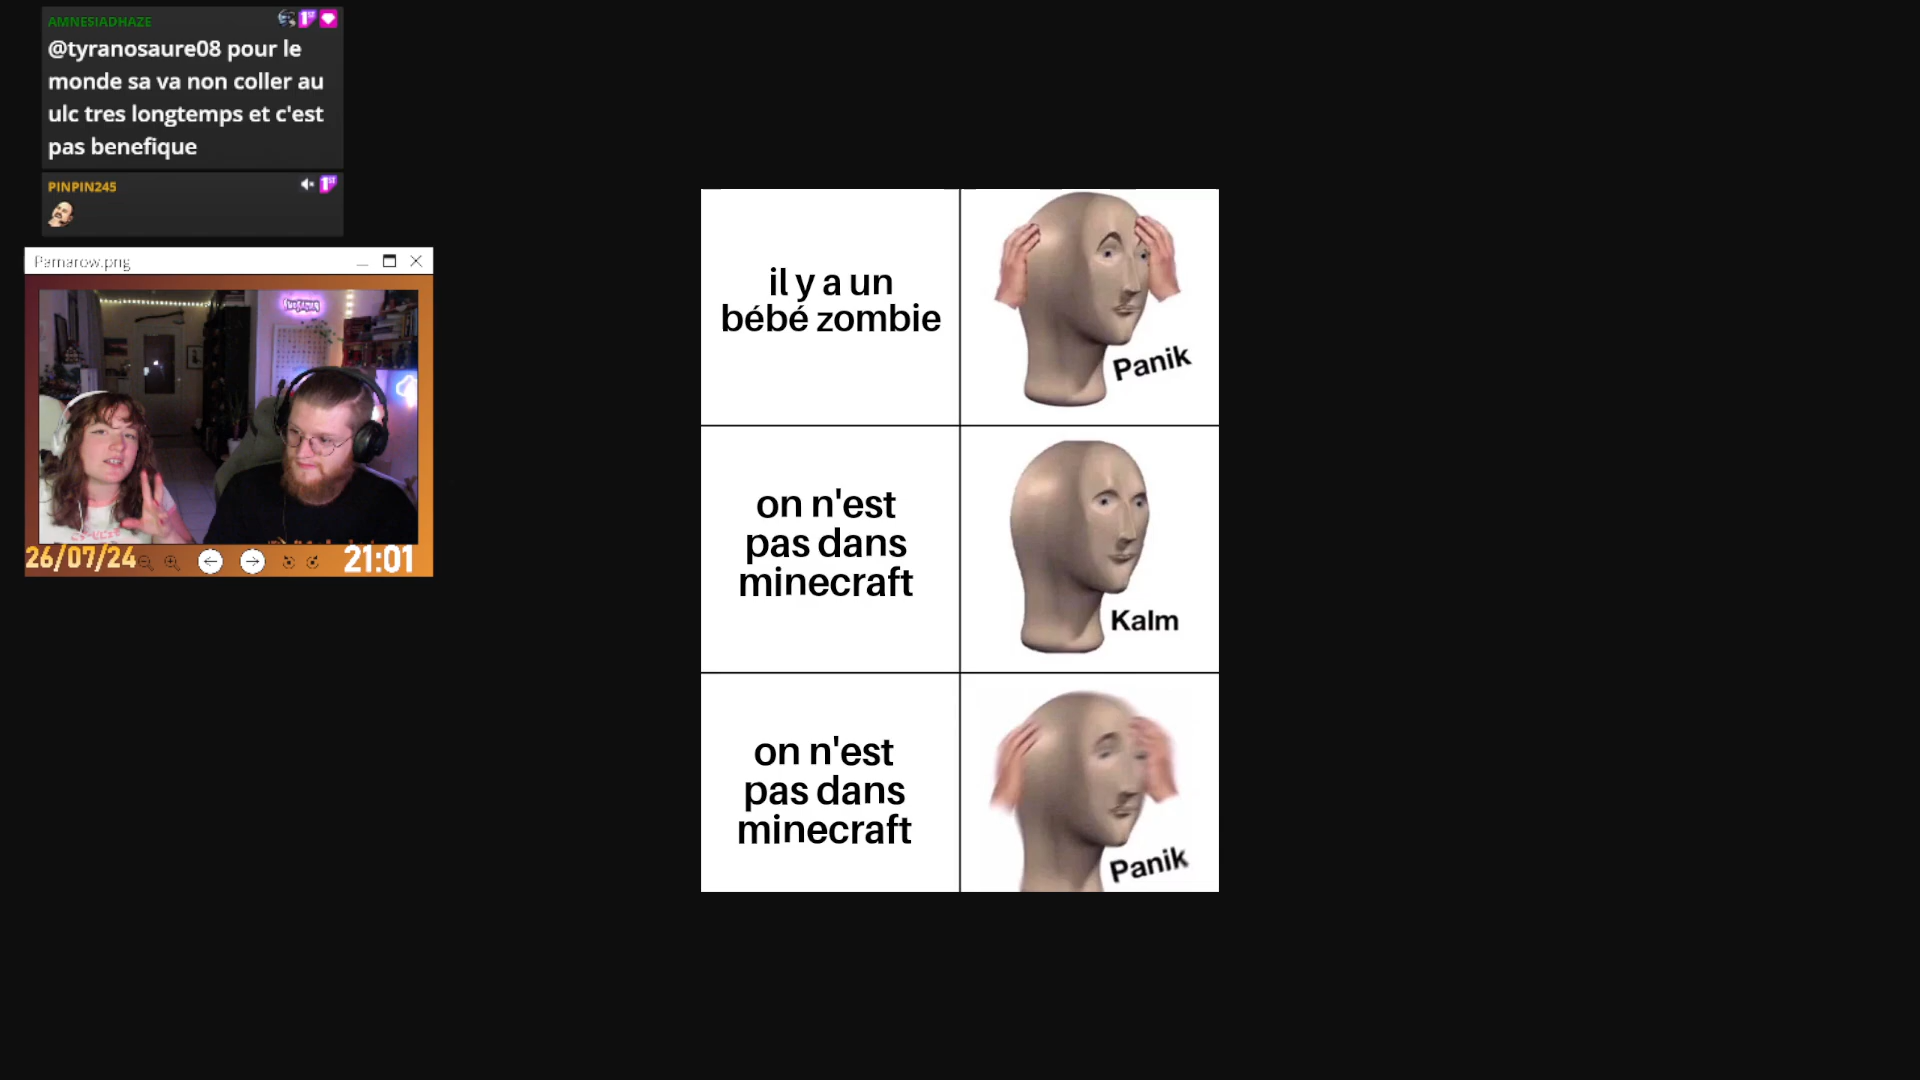 AMNESIADHAZE
@tyranosaure08 pour le
monde sa va non coller au
ulc tres longtemps et c'est
pas benefique
PINPIN245
Pamarow.png
26/07/24
21:01
il y a un
bébé zombie
Panik
on n'est
pas dans
minecraft
Kalm
on n'est
pas dans
minecraft
Panik